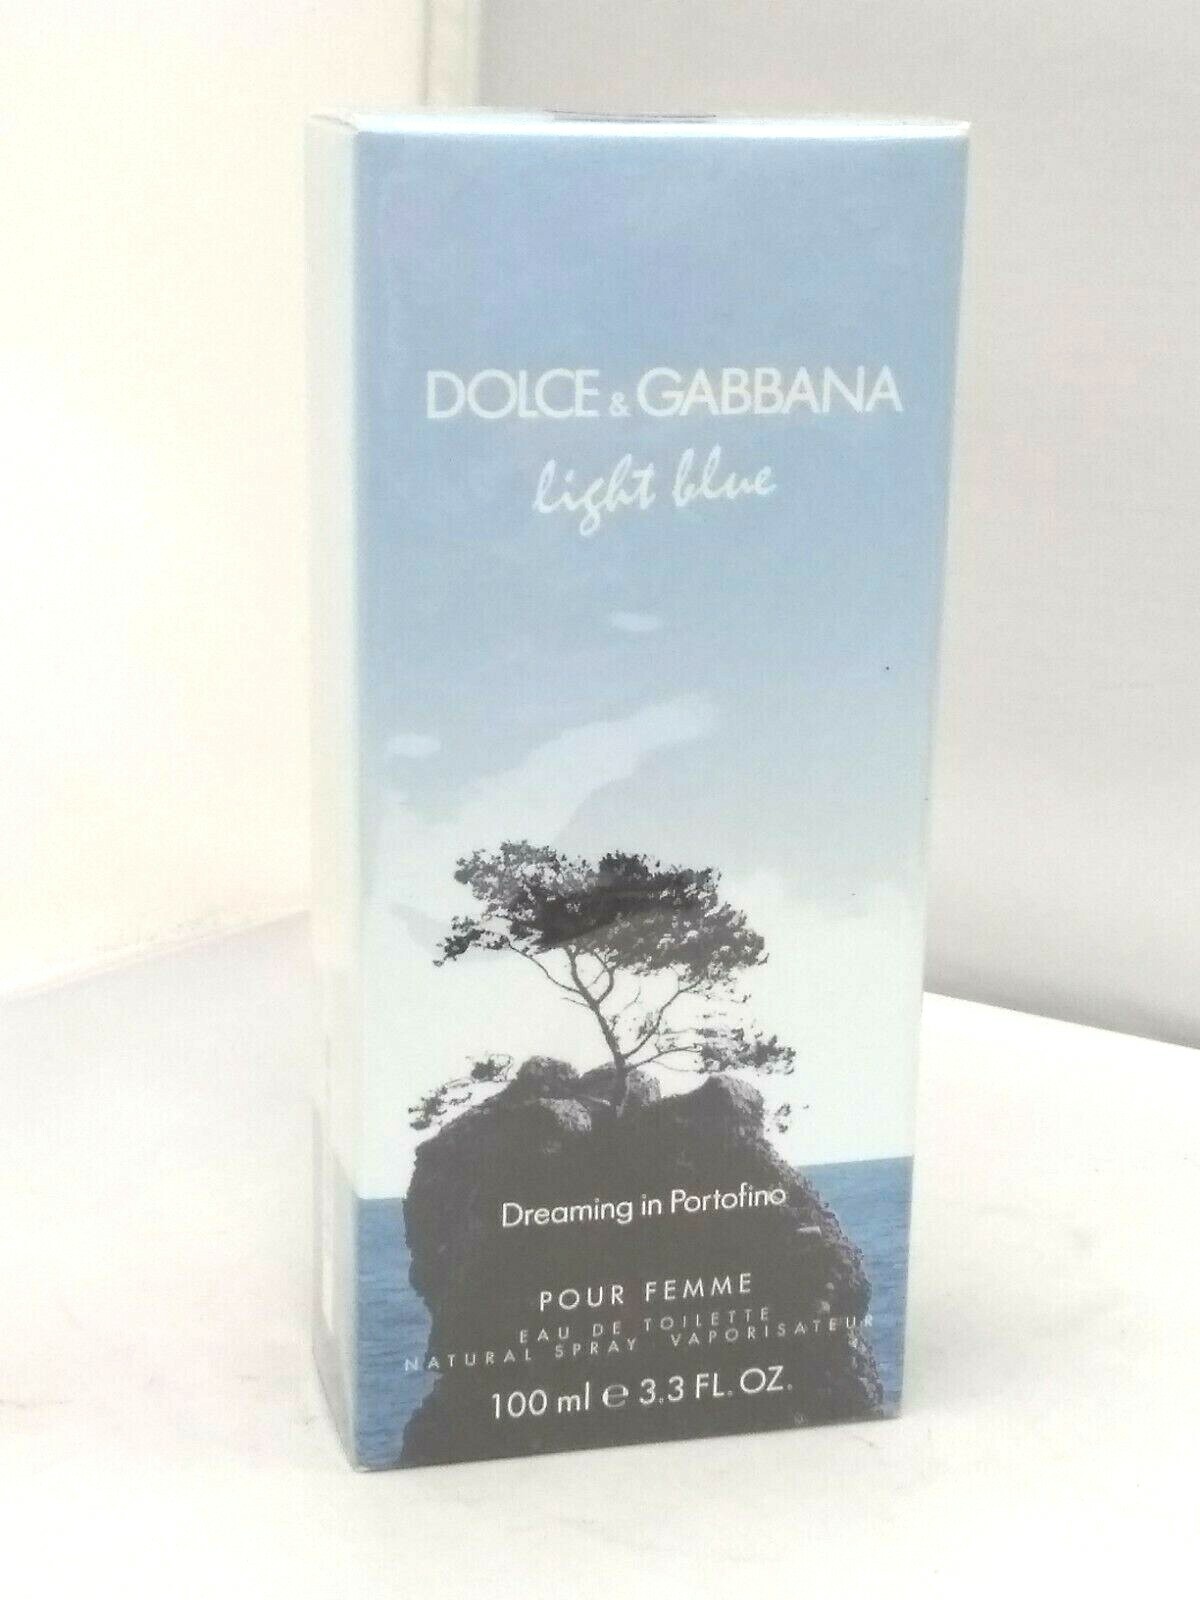 DOLCE & GABBANA
light blue
Dreaming in Portofino
POUR FEMME
EAU DE TOILETTE
NATURAL SPRAY · VAPORISATEUR
100 ml ℮ 3.3 FL. OZ.